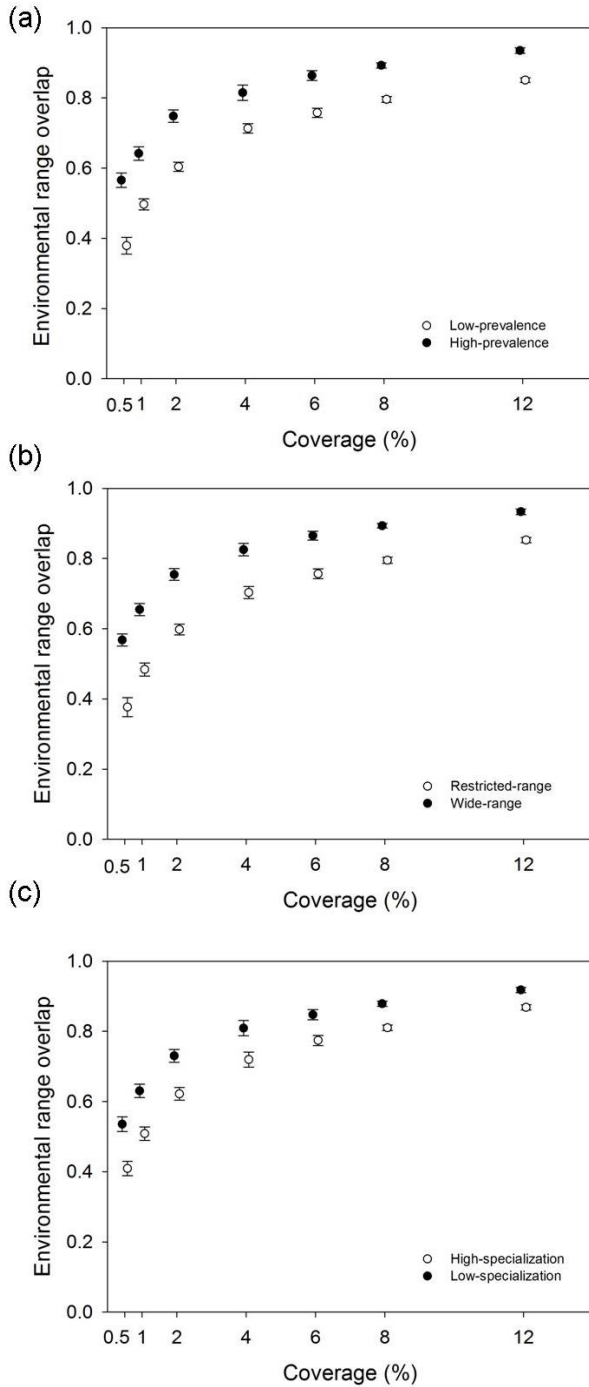 (a)
1.0
0.8
0.6
0.4
0.2
0.0
Environmental range overlap
Low-prevalence
High-prevalence
0.5 1 2 4 6 8 12
Coverage (%)
(b)
1.0
0.8
0.6
0.4
0.2
0.0
Environmental range overlap
Restricted-range
Wide-range
0.5 1 2 4 6 8 12
Coverage (%)
(c)
1.0
0.8
0.6
0.4
0.2
0.0
Environmental range overlap
High-specialization
Low-specialization
0.5 1 2 4 6 8 12
Coverage (%)